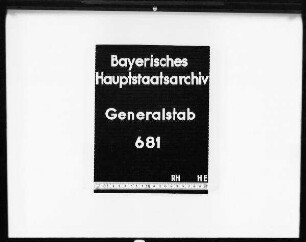 Bayerisches
Hauptstaatsarchiv
Generalstab
681
RH HE